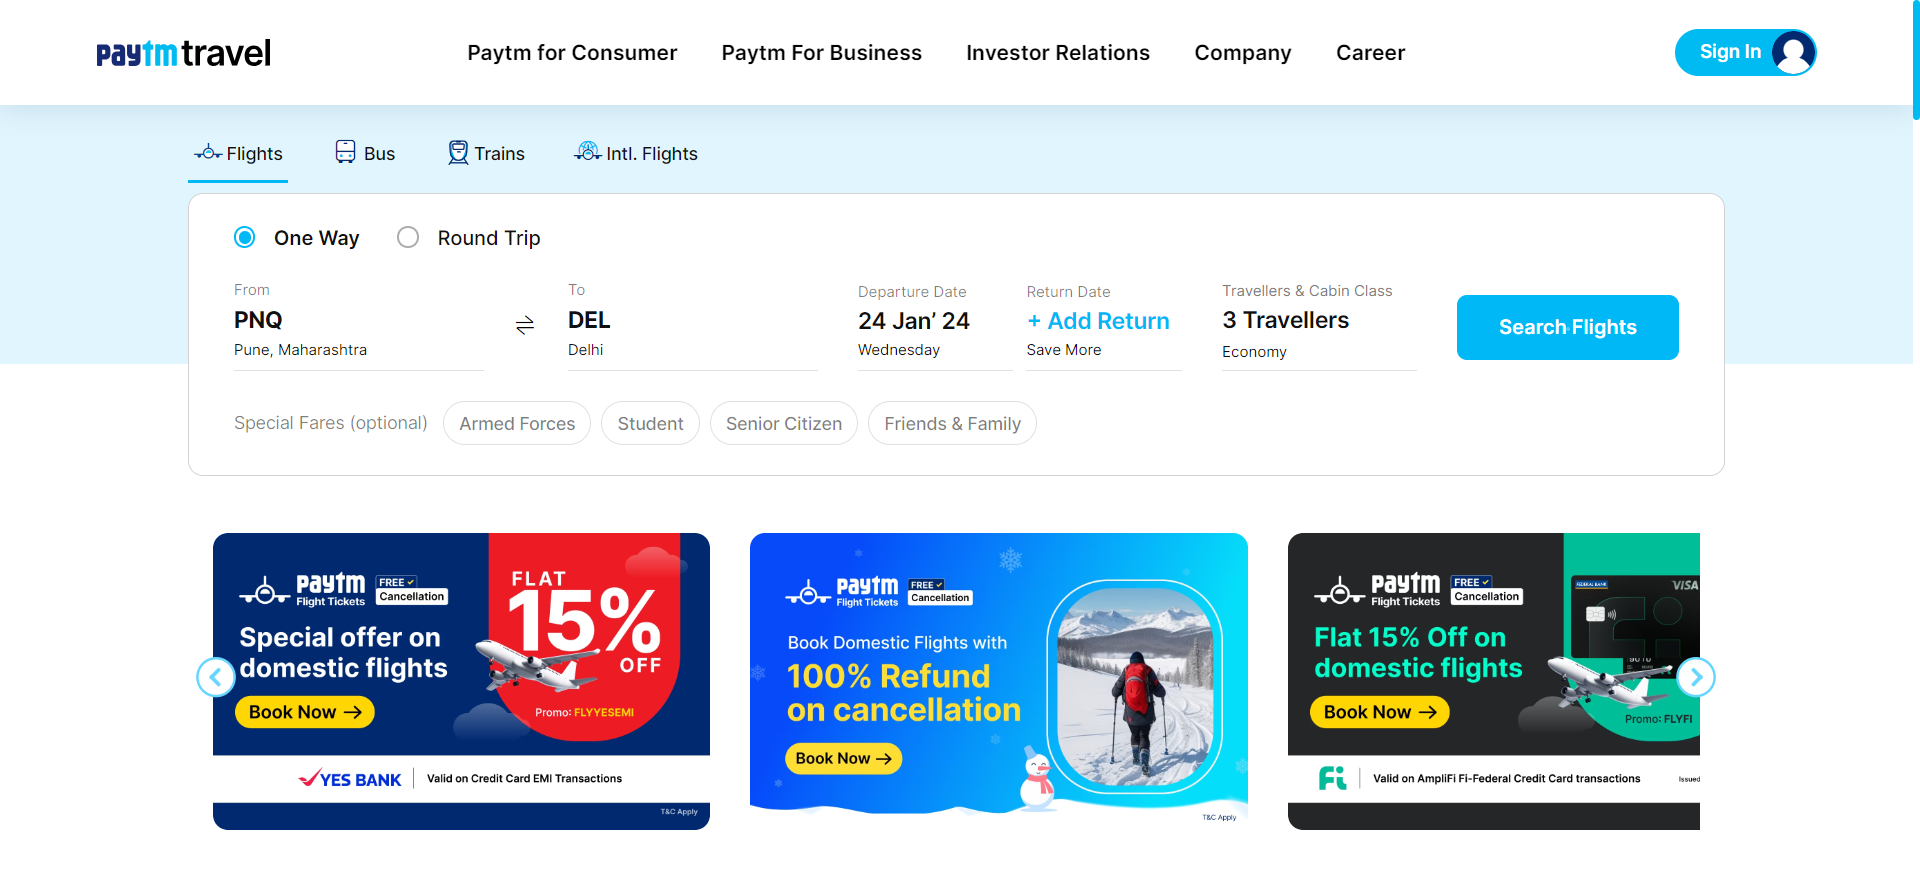 paytm travel
Paytm for Consumer
Paytm For Business
Investor Relations
Company
Career
Sign In
Flights
Bus
Trains
Intl. Flights
One Way
Round Trip
From
PNQ
Pune, Maharashtra
To
DEL
Delhi
Departure Date
24 Jan’ 24
Wednesday
Return Date
+ Add Return
Save More
Travellers & Cabin Class
3 Travellers
Economy
Search Flights
Special Fares (optional)
Armed Forces
Student
Senior Citizen
Friends & Family
paytm
Flight Tickets
FREE
Cancellation
Special offer on
domestic flights
Book Now
FLAT
15%
OFF
Promo: FLYYESEMI
YES BANK
Valid on Credit Card EMI Transactions
T&C Apply
paytm
Flight Tickets
FREE
Cancellation
Book Domestic Flights with
100% Refund
on cancellation
Book Now
T&C Apply
paytm
Flight Tickets
FREE
Cancellation
Flat 15% Off on
domestic flights
Book Now
FEDERAL BANK
VISA
Promo: FLYFI
Fi
Valid on AmpliFi Fi-Federal Credit Card transactions
Issued